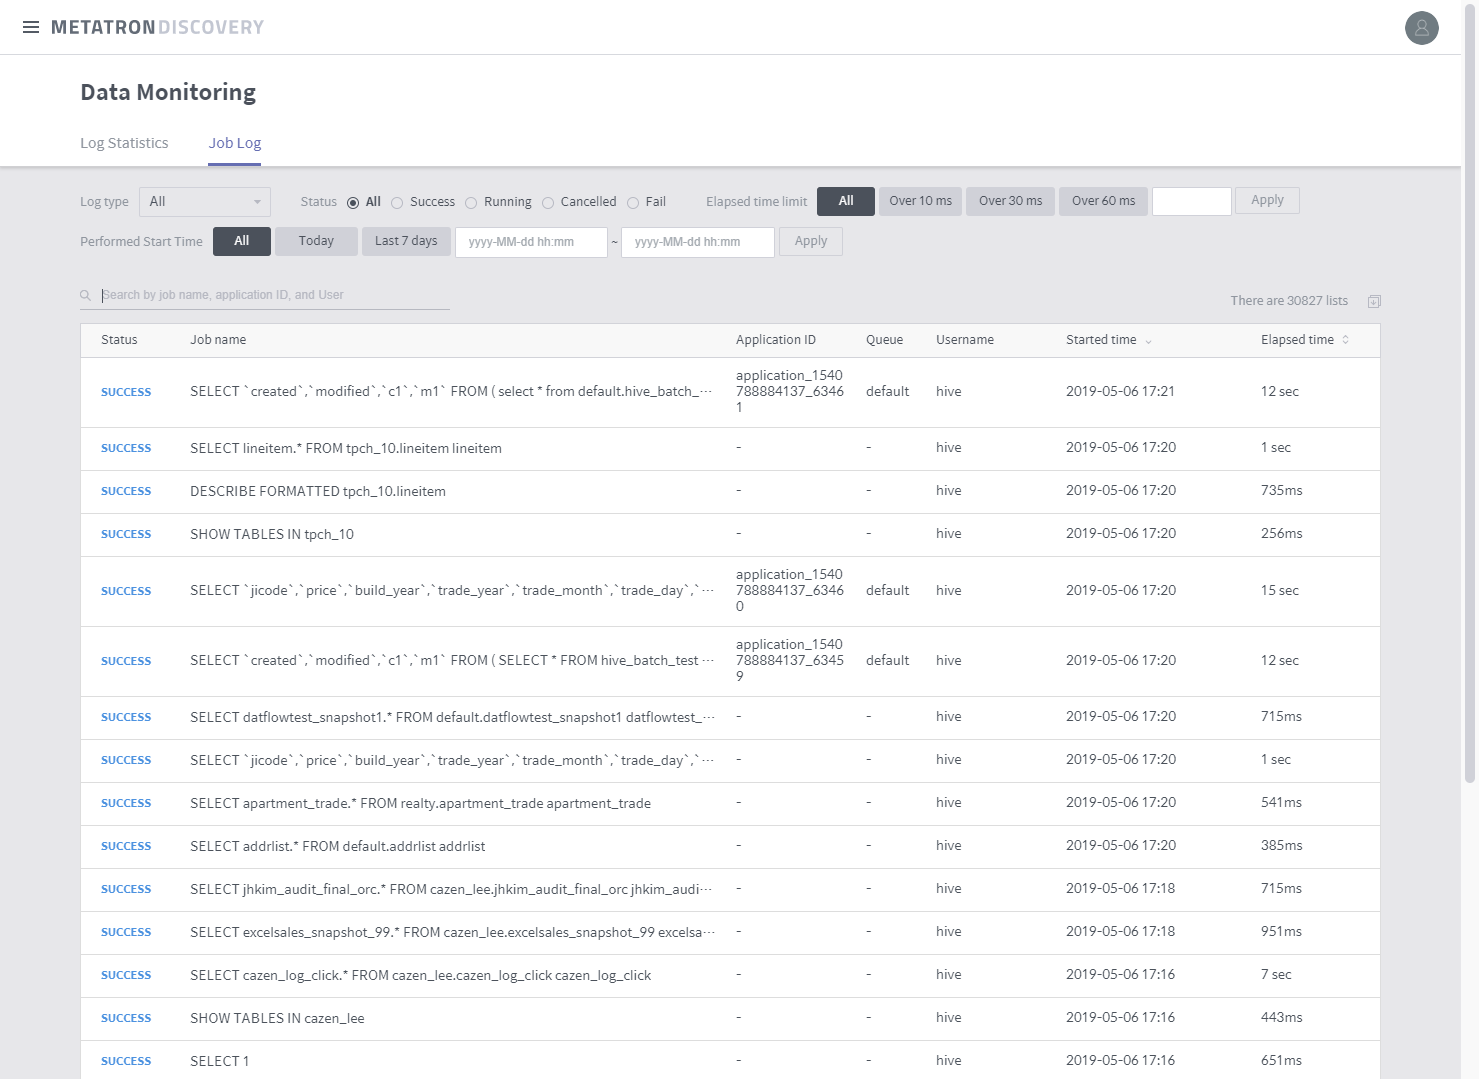 METATRON DISCOVERY
Data Monitoring
Log Statistics Job Log
Log type All Status All Success Running Cancelled Fail Elapsed time limit All Over 10 ms Over 30 ms Over 60 ms Apply
Performed Start Time All Today Last 7 days yyyy-MM-dd hh:mm ~ yyyy-MM-dd hh:mm Apply
Search by job name, application ID, and User
There are 30827 lists
Status Job name Application ID Queue Username Started time Elapsed time
SUCCESS SELECT `created`,`modified`,`c1`,`m1` FROM ( select * from default.hive_batch_··· application_1540788884137_63461 default hive 2019-05-06 17:21 12 sec
SUCCESS SELECT lineitem.* FROM tpch_10.lineitem lineitem - - hive 2019-05-06 17:20 1 sec
SUCCESS DESCRIBE FORMATTED tpch_10.lineitem - - hive 2019-05-06 17:20 735ms
SUCCESS SHOW TABLES IN tpch_10 - - hive 2019-05-06 17:20 256ms
SUCCESS SELECT `jicode`,`price`,`build_year`,`trade_year`,`trade_month`,`trade_day`,`··· application_1540788884137_63460 default hive 2019-05-06 17:20 15 sec
SUCCESS SELECT `created`,`modified`,`c1`,`m1` FROM ( SELECT * FROM hive_batch_test ··· application_1540788884137_63459 default hive 2019-05-06 17:20 12 sec
SUCCESS SELECT datflowtest_snapshot1.* FROM default.datflowtest_snapshot1 datflowtest_··· - - hive 2019-05-06 17:20 715ms
SUCCESS SELECT `jicode`,`price`,`build_year`,`trade_year`,`trade_month`,`trade_day`,`··· - - hive 2019-05-06 17:20 1 sec
SUCCESS SELECT apartment_trade.* FROM realty.apartment_trade apartment_trade - - hive 2019-05-06 17:20 541ms
SUCCESS SELECT addrlist.* FROM default.addrlist addrlist - - hive 2019-05-06 17:20 385ms
SUCCESS SELECT jhkim_audit_final_orc.* FROM cazen_lee.jhkim_audit_final_orc jhkim_audi··· - - hive 2019-05-06 17:18 715ms
SUCCESS SELECT excelsales_snapshot_99.* FROM cazen_lee.excelsales_snapshot_99 excelsa··· - - hive 2019-05-06 17:18 951ms
SUCCESS SELECT cazen_log_click.* FROM cazen_lee.cazen_log_click cazen_log_click - - hive 2019-05-06 17:16 7 sec
SUCCESS SHOW TABLES IN cazen_lee - - hive 2019-05-06 17:16 443ms
SUCCESS SELECT 1 - - hive 2019-05-06 17:16 651ms